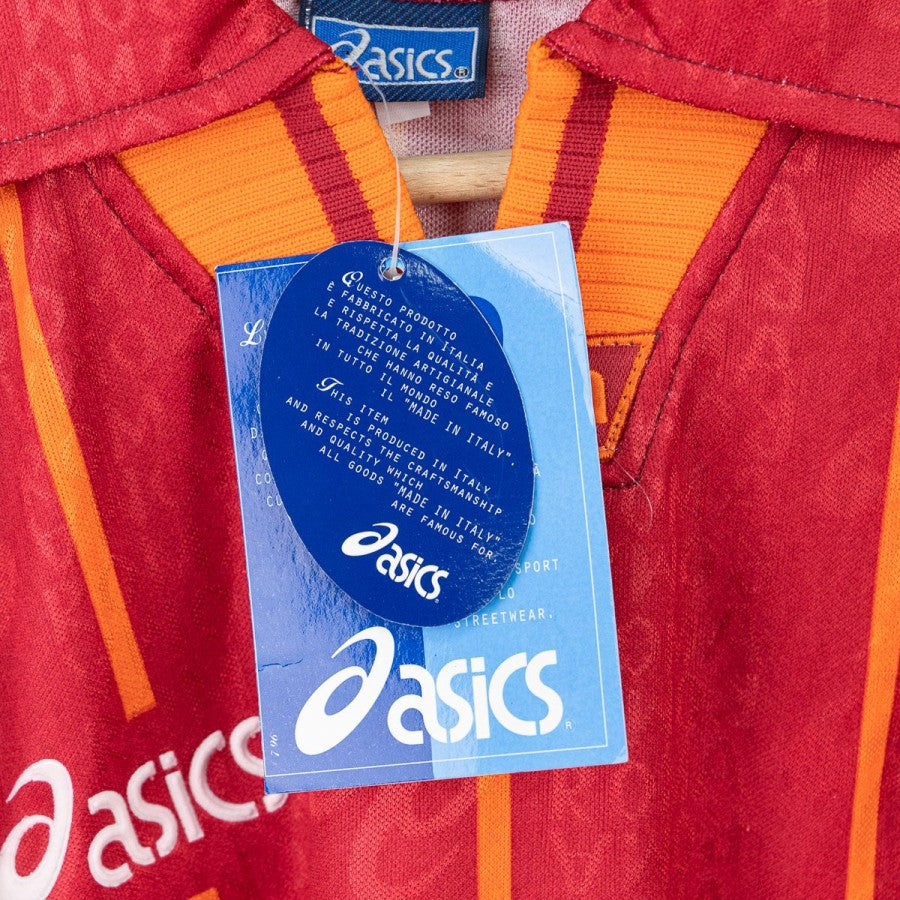 asics®
QUESTO PRODOTTO
È FABBRICATO IN ITALIA
E RISPETTA LA QUALITÀ E
LA TRADIZIONE ARTIGIANALE
CHE HANNO RESO FAMOSO
IN TUTTO IL MONDO
IL "MADE IN ITALY".
THIS ITEM
IS PRODUCED IN ITALY
AND RESPECTS THE CRAFTSMANSHIP
AND QUALITY WHICH
ALL GOODS "MADE IN ITALY"
ARE FAMOUS FOR.
asics®
SPORT
LO
STREETWEAR.
asics®
asics